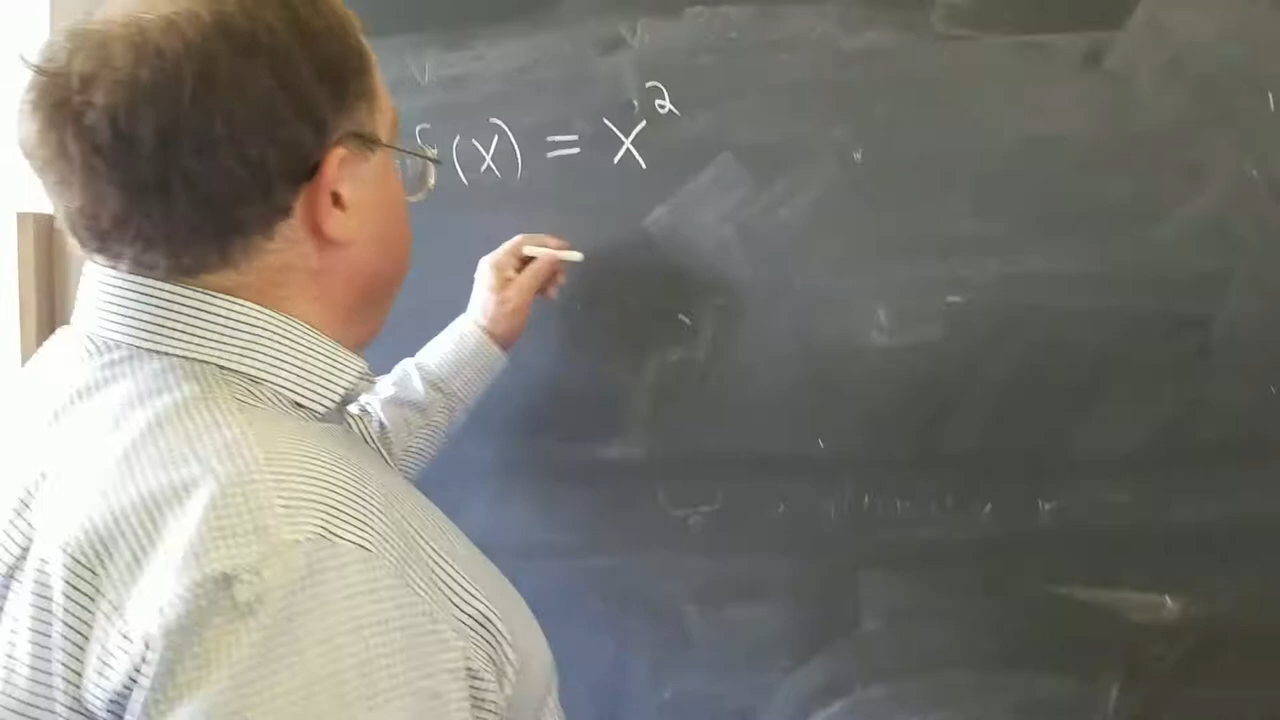 f(x) = x²